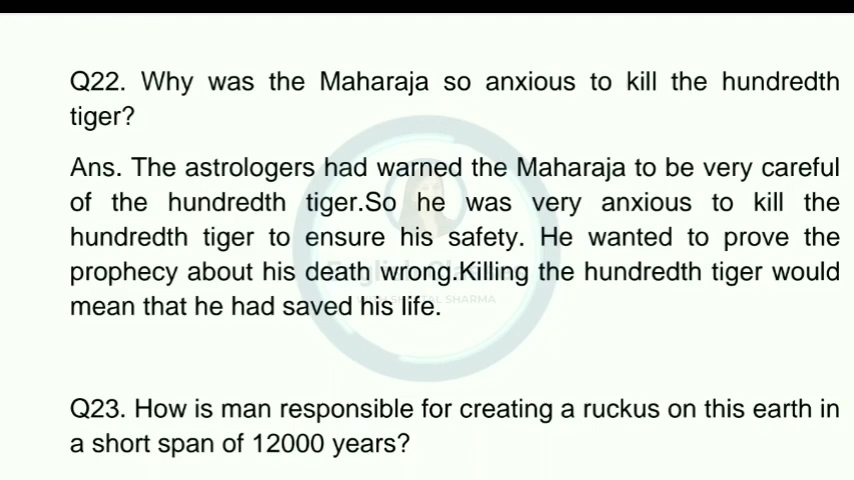 Q22. Why was the Maharaja so anxious to kill the hundredth
tiger?
Ans. The astrologers had warned the Maharaja to be very careful
of the hundredth tiger.So he was very anxious to kill the
hundredth tiger to ensure his safety. He wanted to prove the
prophecy about his death wrong.Killing the hundredth tiger would
mean that he had saved his life.
SHARMA
Q23. How is man responsible for creating a ruckus on this earth in
a short span of 12000 years?